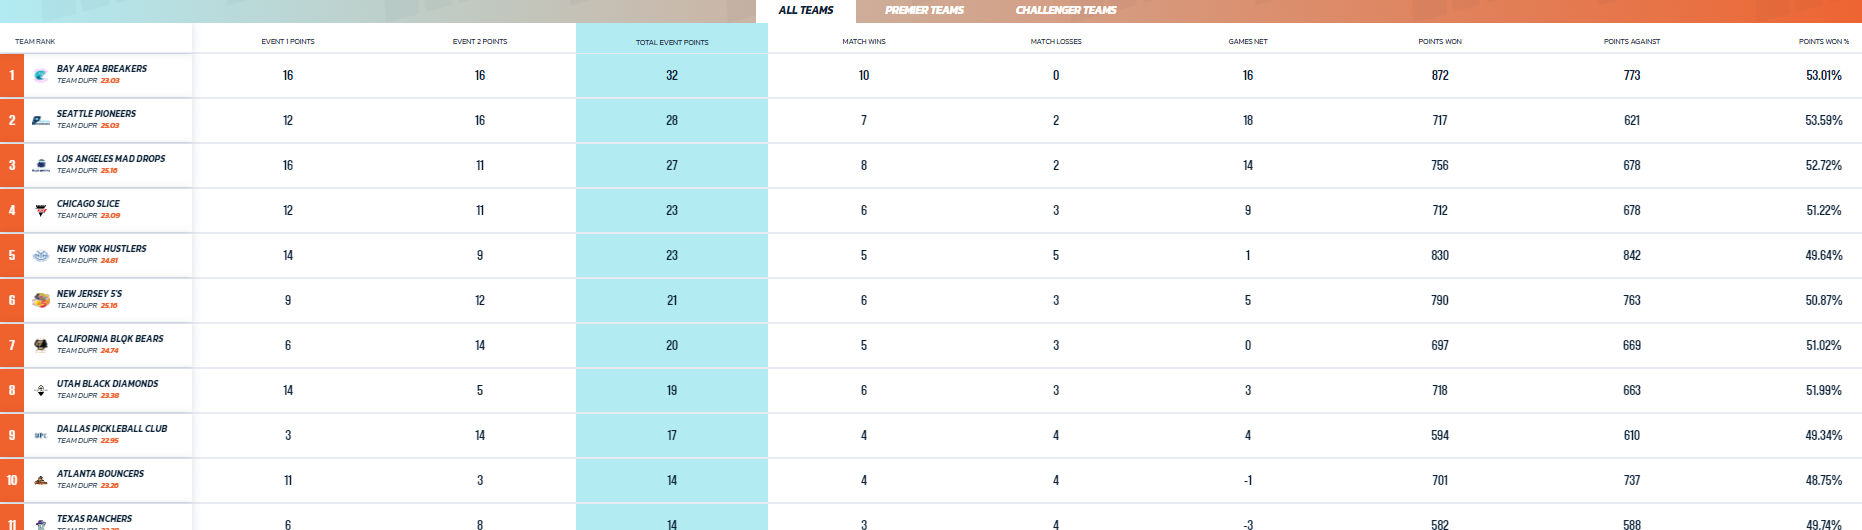 ALL TEAMS PREMIER TEAMS CHALLENGER TEAMS
TEAM RANK EVENT 1 POINTS EVENT 2 POINTS TOTAL EVENT POINTS MATCH WINS MATCH LOSSES GAMES NET POINTS WON POINTS AGAINST POINTS WON %
1 BAY AREA BREAKERS 16 16 32 10 0 16 872 773 53.01%
TEAM DUPR 23.03
2 SEATTLE PIONEERS 12 16 28 7 2 18 717 621 53.59%
TEAM DUPR 25.03
3 LOS ANGELES MAD DROPS 16 11 27 8 2 14 756 678 52.72%
TEAM DUPR 25.16
4 CHICAGO SLICE 12 11 23 6 3 9 712 678 51.22%
TEAM DUPR 23.09
5 NEW YORK HUSTLERS 14 9 23 5 5 1 830 842 49.64%
TEAM DUPR 24.81
6 NEW JERSEY 5'S 9 12 21 6 3 5 790 763 50.87%
TEAM DUPR 25.16
7 CALIFORNIA BLQK BEARS 6 14 20 5 3 0 697 669 51.02%
TEAM DUPR 24.74
8 UTAH BLACK DIAMONDS 14 5 19 6 3 3 718 663 51.99%
TEAM DUPR 23.38
9 DALLAS PICKLEBALL CLUB 3 14 17 4 4 4 594 610 49.34%
TEAM DUPR 22.95
10 ATLANTA BOUNCERS 11 3 14 4 4 -1 701 737 48.75%
TEAM DUPR 23.26
11 TEXAS RANCHERS 6 8 14 3 4 -3 582 588 49.74%
TEAM DUPR